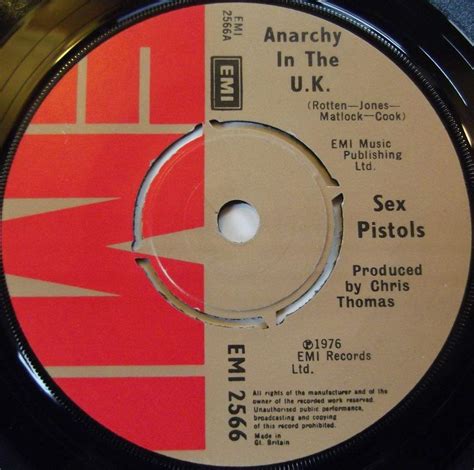 EMI
2566A
EMI
Anarchy
In The
U.K.
(Rotten—Jones—
Matlock—Cook)
EMI Music
Publishing
Ltd.
Sex
Pistols
Produced
by Chris
Thomas
℗1976
EMI Records
Ltd.
EMI 2566
All rights of the manufacturer and of the
owner of the recorded work reserved.
Unauthorised public performance,
broadcasting and copying
of this record prohibited.
Made in
Gt. Britain
EMI